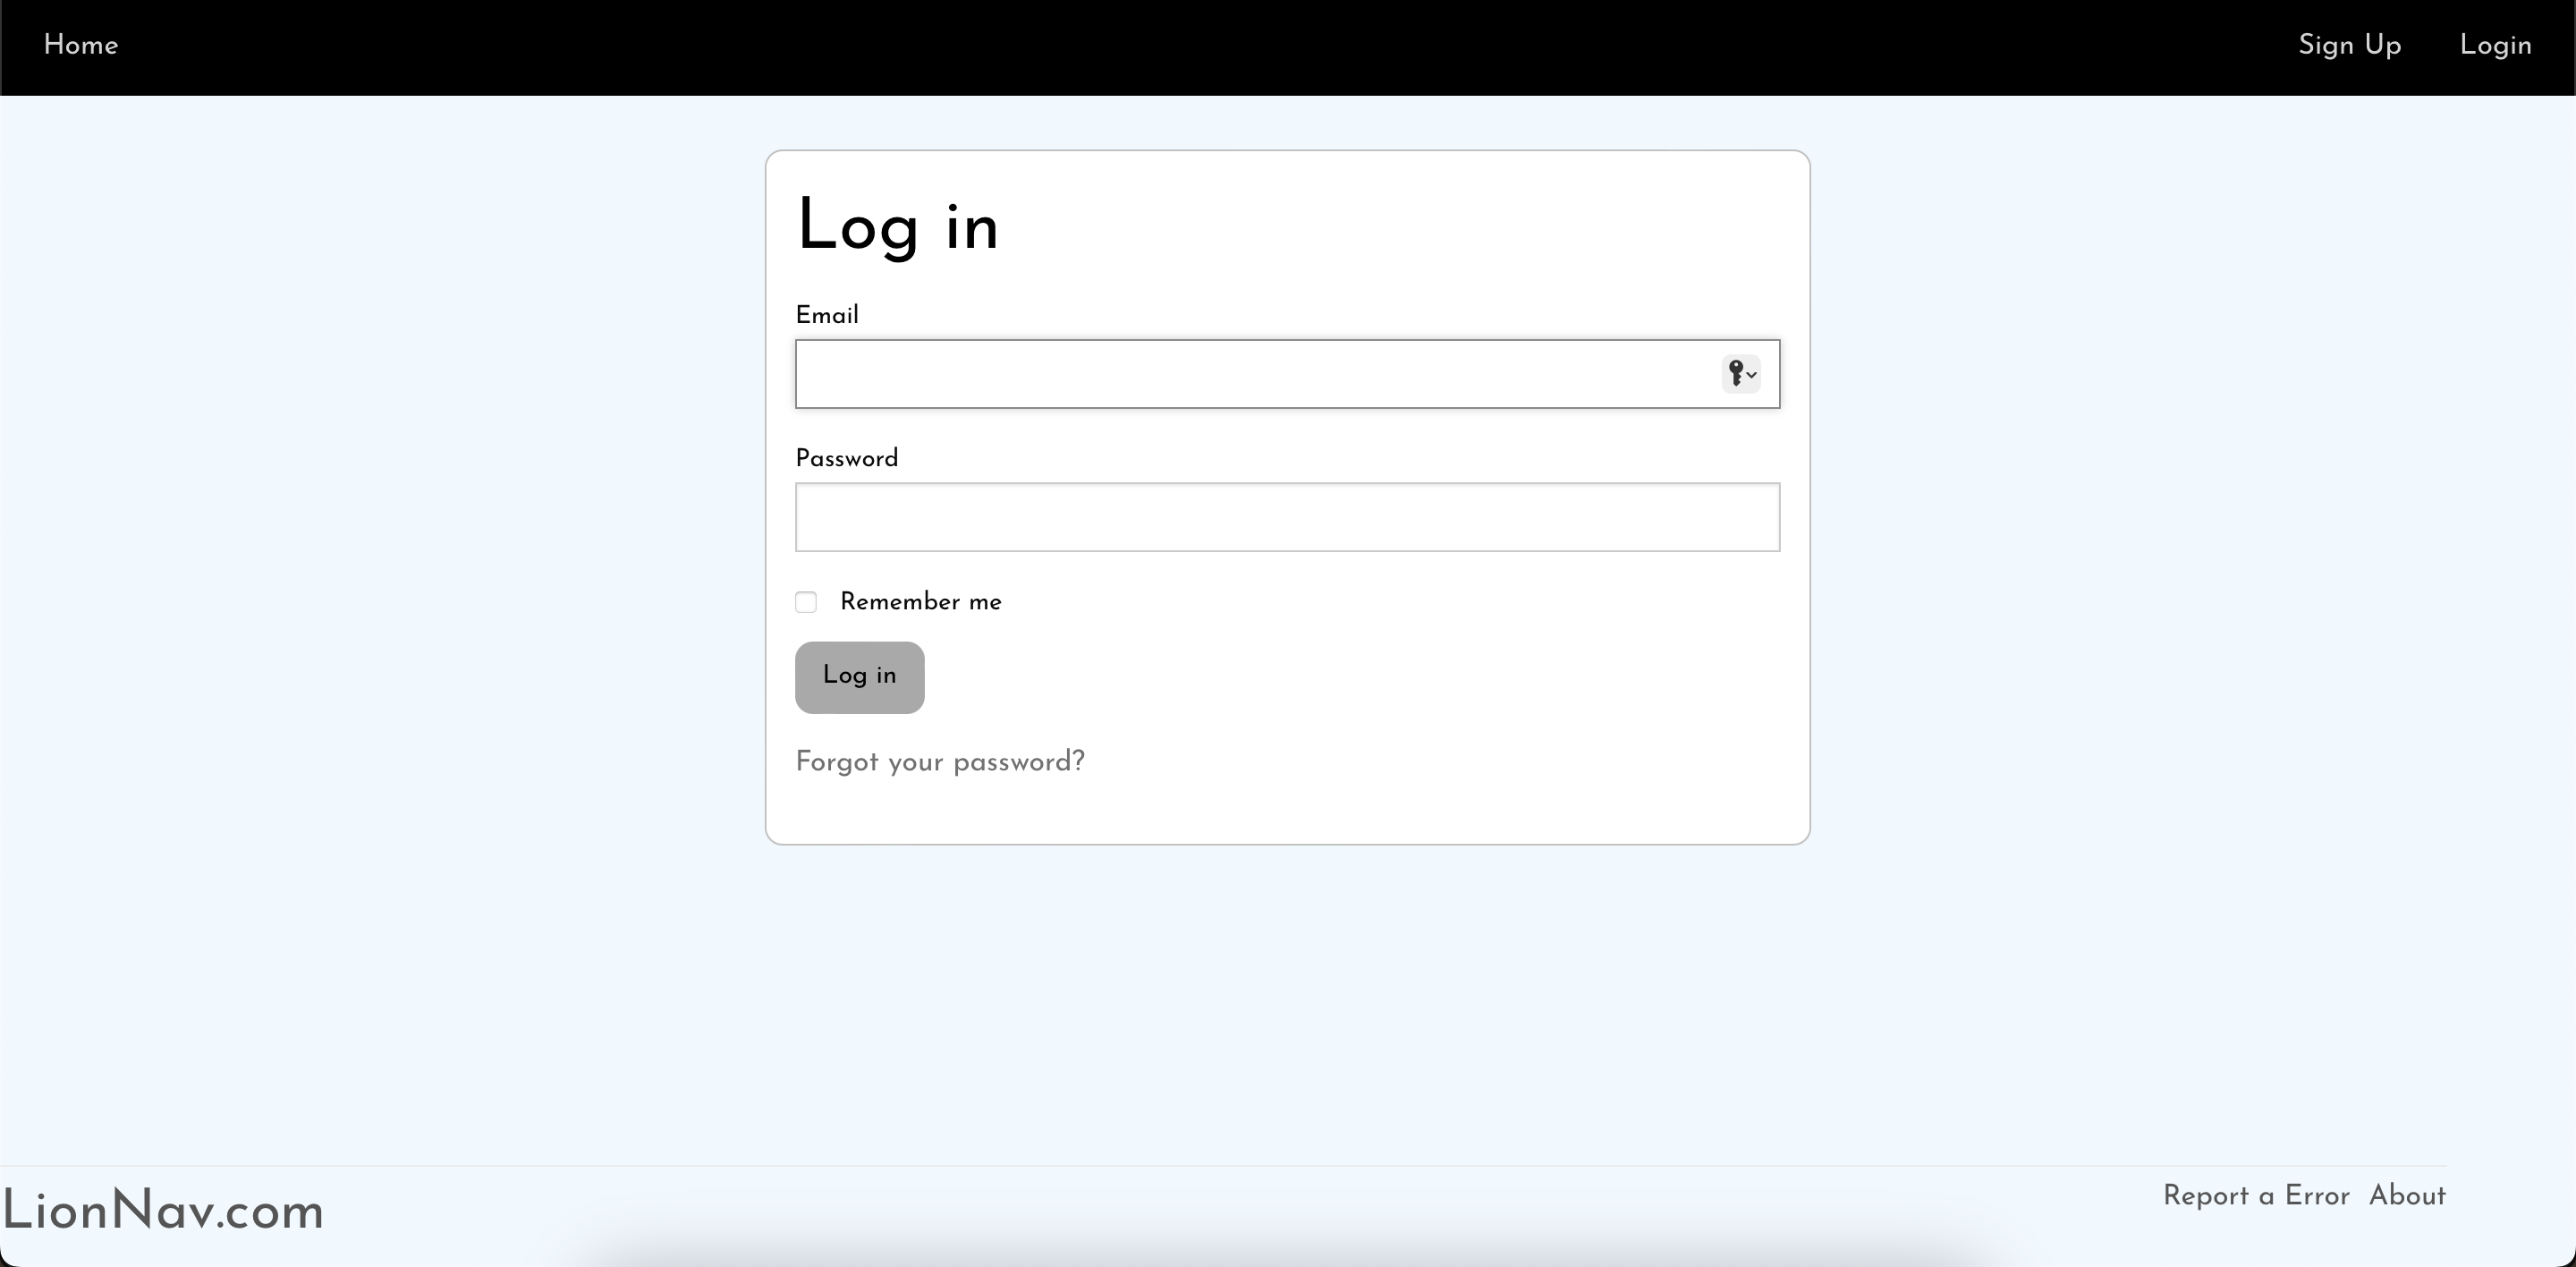 Home Sign Up Login
Log in
Email
Password
Remember me
Log in
Forgot your password?
LionNav.com Report a Error About